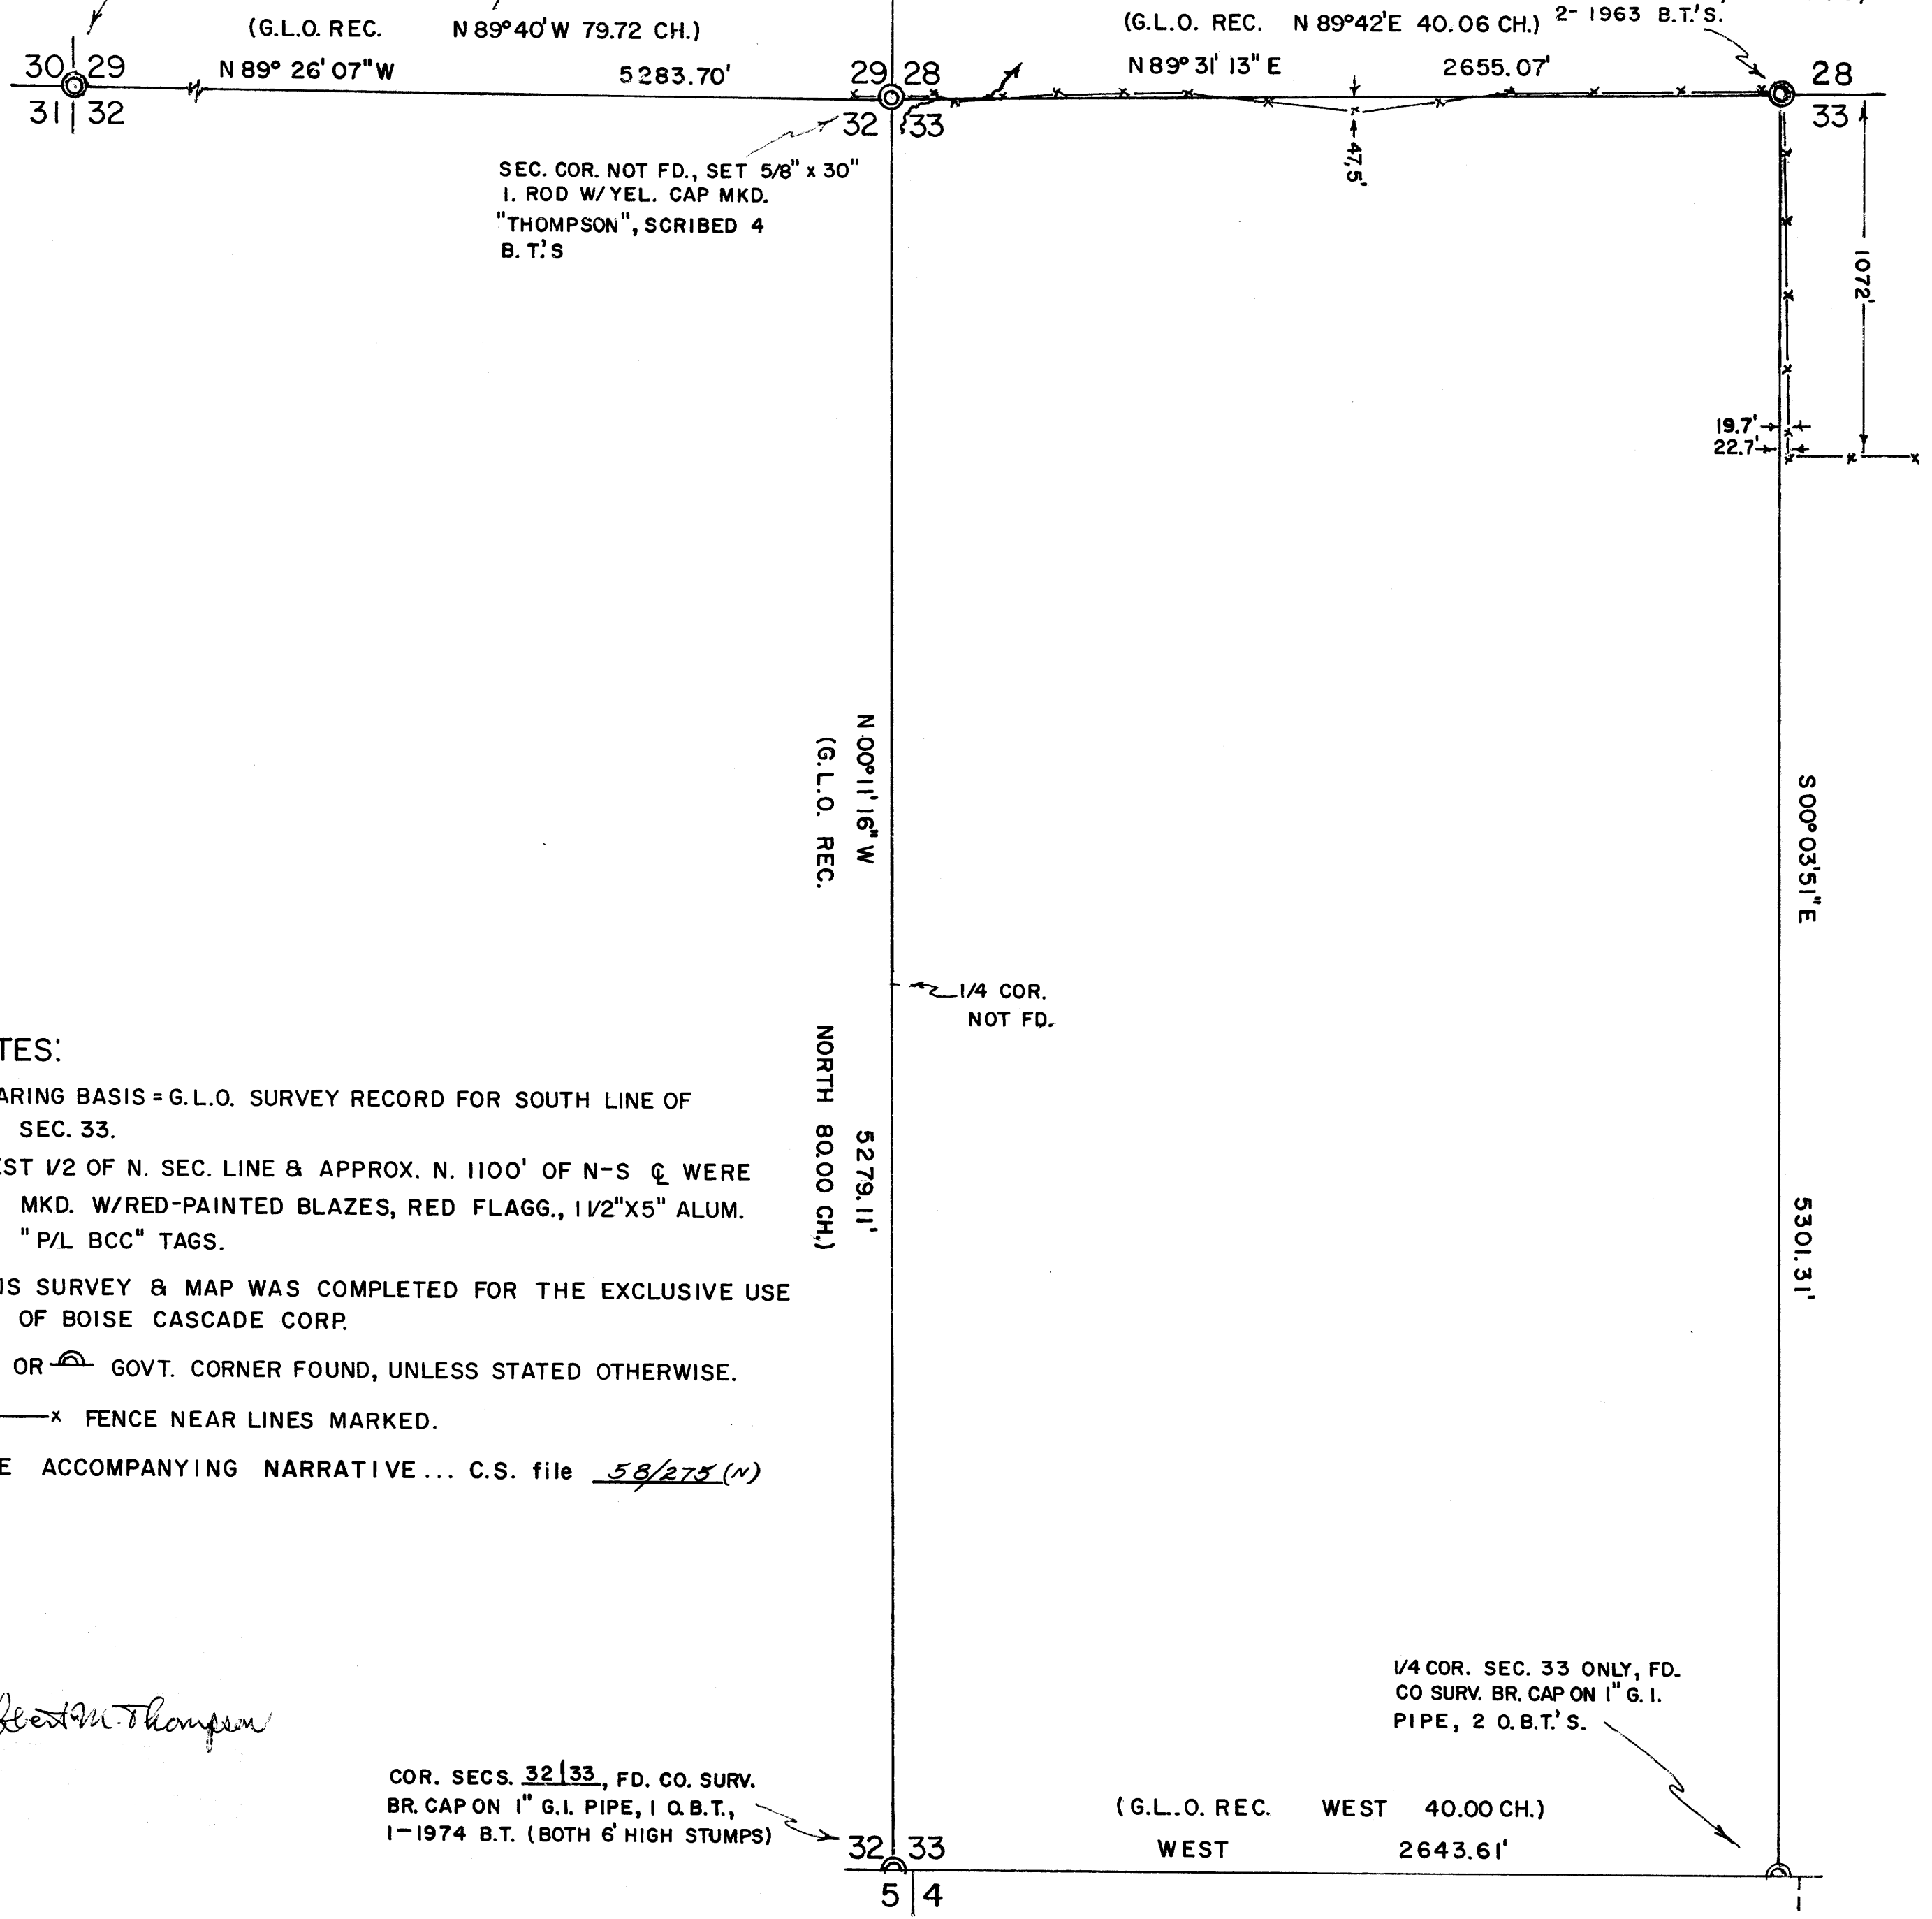 (G.L.O. REC. N 89°40' W 79.72 CH.)
(G.L.O. REC. N 89°42'E 40.06 CH.)
2- 1963 B.T.'S.
N 89° 26' 07" W 5283.70'
N 89° 31' 13" E 2655.07'
30 29
31 32
29 28
32 33
28
33
47.5'
1072'
SEC. COR. NOT FD., SET 5/8" x 30"
I. ROD W/ YEL. CAP MKD.
"THOMPSON", SCRIBED 4
B. T.'S
19.7'
22.7'
N 00°11' 16" W 5279.11'
(G.L.O. REC. NORTH 80.00 CH.)
S 00° 03' 51" E 5301.31'
1/4 COR.
NOT FD.
TES:
ARING BASIS = G.L.O. SURVEY RECORD FOR SOUTH LINE OF
SEC. 33.
EST 1/2 OF N. SEC. LINE & APPROX. N. 1100' OF N-S ℄ WERE
MKD. W/RED-PAINTED BLAZES, RED FLAGG., 1 1/2"X5" ALUM.
"P/L BCC" TAGS.
IS SURVEY & MAP WAS COMPLETED FOR THE EXCLUSIVE USE
OF BOISE CASCADE CORP.
OR GOVT. CORNER FOUND, UNLESS STATED OTHERWISE.
x FENCE NEAR LINES MARKED.
E ACCOMPANYING NARRATIVE... C.S. file 58/275 (N)
bert M. Thompson
1/4 COR. SEC. 33 ONLY, FD.
CO SURV. BR. CAP ON 1" G. I.
PIPE, 2 O.B.T.'S.
COR. SECS. 32|33, FD. CO. SURV.
BR. CAP ON 1" G.I. PIPE, 1 O.B.T.,
1-1974 B.T. (BOTH 6' HIGH STUMPS)
(G.L.O. REC. WEST 40.00 CH.)
WEST 2643.61'
32 33
5 4